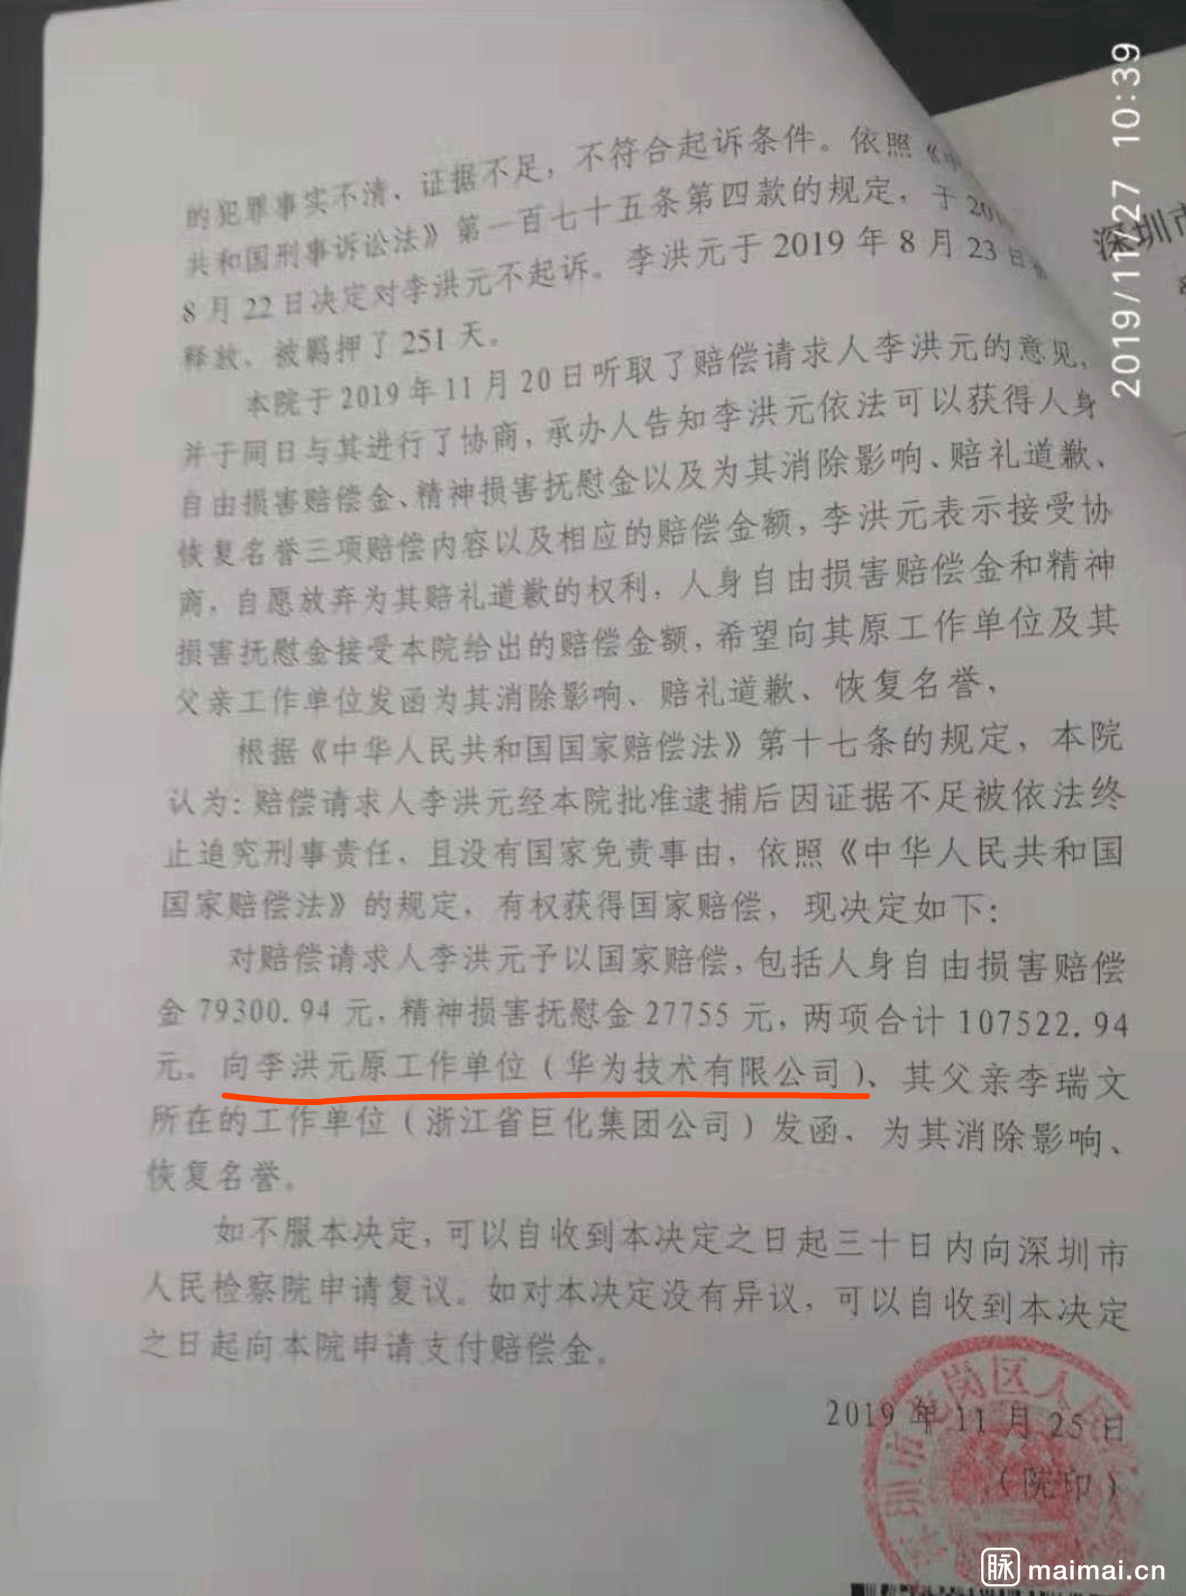 2019/11/27 10:39
深圳市
的犯罪事实不清、证据不足，不符合起诉条件。依照《中
共和国刑事诉讼法》第一百七十五条第四款的规定，于201
8月22日决定对李洪元不起诉。李洪元于2019年8月23日
释放，被羁押了251天。
本院于2019年11月20日听取了赔偿请求人李洪元的意见，
并于同日与其进行了协商，承办人告知李洪元依法可以获得人身
自由损害赔偿金、精神损害抚慰金以及为其消除影响、赔礼道歉、
恢复名誉三项赔偿内容以及相应的赔偿金额，李洪元表示接受协
商，自愿放弃为其赔礼道歉的权利，人身自由损害赔偿金和精神
损害抚慰金接受本院给出的赔偿金额，希望向其原工作单位及其
父亲工作单位发函为其消除影响、赔礼道歉、恢复名誉，
根据《中华人民共和国国家赔偿法》第十七条的规定，本院
认为：赔偿请求人李洪元经本院批准逮捕后因证据不足被依法终
止追究刑事责任，且没有国家免责事由，依照《中华人民共和国
国家赔偿法》的规定，有权获得国家赔偿，现决定如下：
对赔偿请求人李洪元予以国家赔偿，包括人身自由损害赔偿
金79300.94元，精神损害抚慰金27755元，两项合计107522.94
元。向李洪元原工作单位（华为技术有限公司）、其父亲李瑞文
所在的工作单位（浙江省巨化集团公司）发函，为其消除影响、
恢复名誉。
如不服本决定，可以自收到本决定之日起三十日内向深圳市
人民检察院申请复议。如对本决定没有异议，可以自收到本决定
之日起向本院申请支付赔偿金。
2019年11月25日
（院印）
圳市龙岗区人
脉 maimai.cn